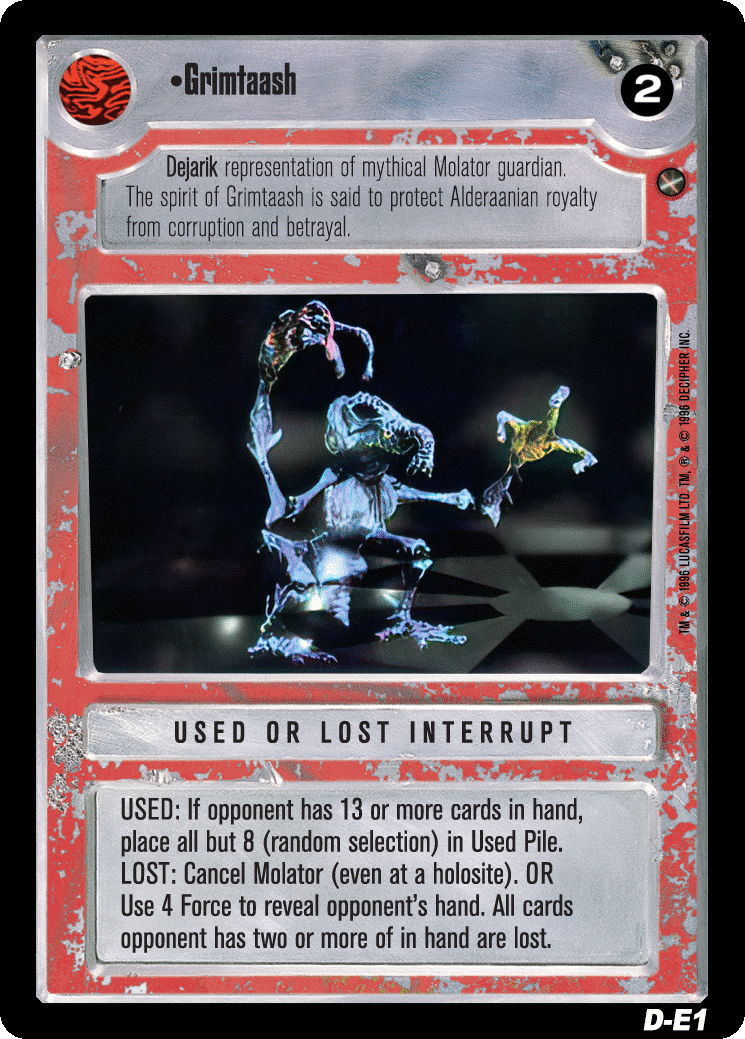 •Grimtaash
2
Dejarik representation of mythical Molator guardian.
The spirit of Grimtaash is said to protect Alderaanian royalty
from corruption and betrayal.
TM & © 1996 LUCASFILM LTD. TM, ® & © 1996 DECIPHER INC.
USED OR LOST INTERRUPT
USED: If opponent has 13 or more cards in hand,
place all but 8 (random selection) in Used Pile.
LOST: Cancel Molator (even at a holosite). OR
Use 4 Force to reveal opponent's hand. All cards
opponent has two or more of in hand are lost.
D-E1